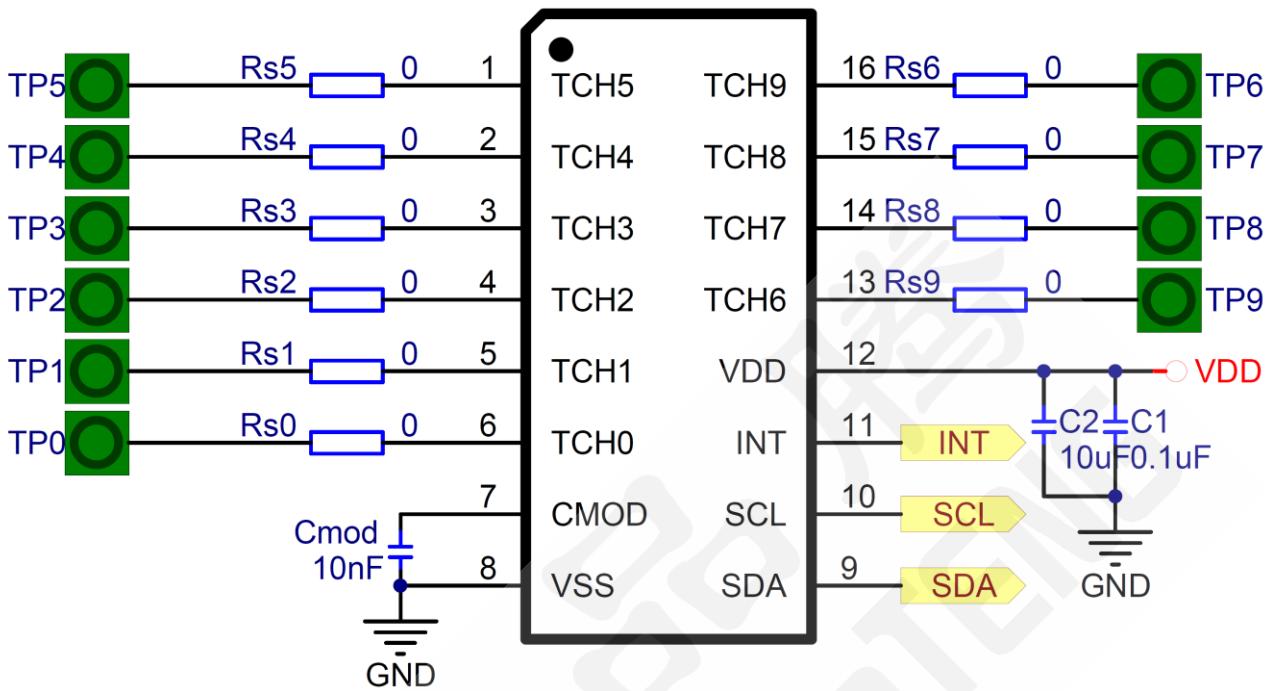 TP5 Rs5 0 1 TCH5 TCH9 16 Rs6 0 TP6
TP4 Rs4 0 2 TCH4 TCH8 15 Rs7 0 TP7
TP3 Rs3 0 3 TCH3 TCH7 14 Rs8 0 TP8
TP2 Rs2 0 4 TCH2 TCH6 13 Rs9 0 TP9
TP1 Rs1 0 5 TCH1 VDD 12 VDD
TP0 Rs0 0 6 TCH0 INT 11 INT C2 C1
10uF 0.1uF
Cmod 7 CMOD SCL 10 SCL
10nF 8 VSS SDA 9 SDA GND
GND